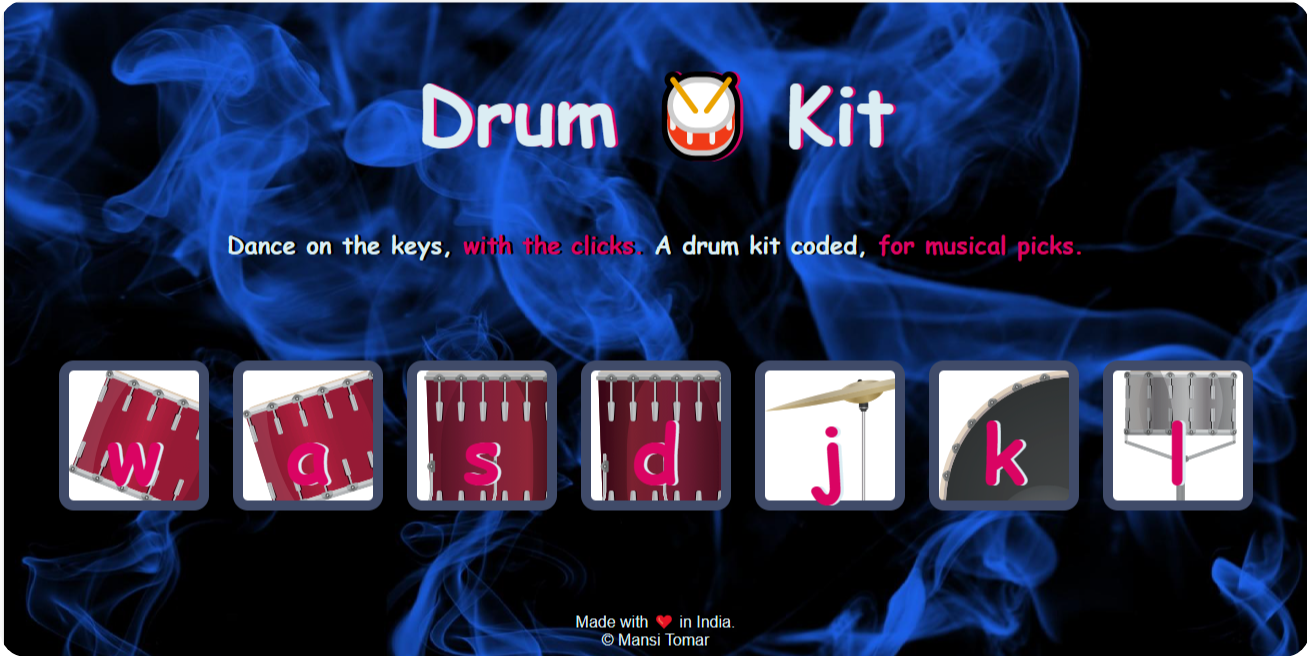 Drum 🥁 Kit
Dance on the keys, with the clicks. A drum kit coded, for musical picks.
w a s d j k l
Made with ❤️ in India.
© Mansi Tomar